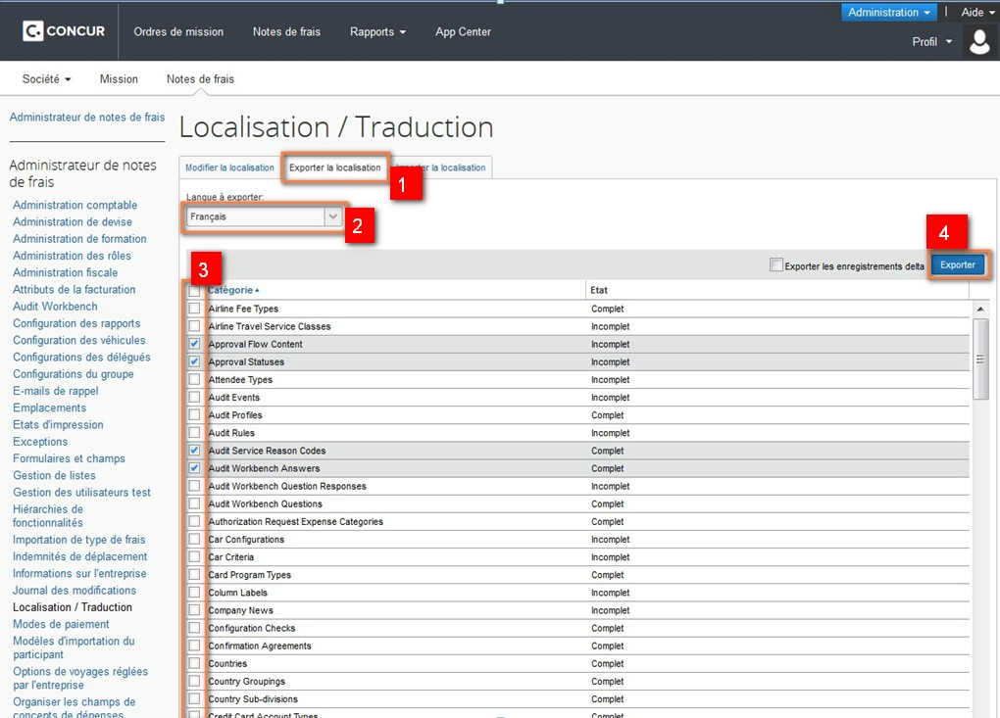 Administration | Aide
CONCUR Ordres de mission Notes de frais Rapports App Center
Profil
Société Mission Notes de frais
Administrateur de notes de frais
Localisation / Traduction
Administrateur de notes
de frais
Modifier la localisation Exporter la localisation la localisation
1
Langue à exporter:
Français
2
Administration comptable
Administration de devise
Administration de formation
Administration des rôles
Administration fiscale
Attributs de la facturation
Audit Workbench
Configuration des rapports
Configuration des véhicules
Configurations des délégués
Configurations du groupe
E-mails de rappel
Emplacements
Etats d'impression
Exceptions
Formulaires et champs
Gestion de listes
Gestion des utilisateurs test
Hiérarchies de
fonctionnalités
Importation de type de frais
Indemnités de déplacement
Informations sur l'entreprise
Journal des modifications
Localisation / Traduction
Modes de paiement
Modèles d'importation du
participant
Options de voyages réglées
par l'entreprise
Organiser les champs de
concepts de dépenses
4
3
Exporter les enregistrements delta Exporter
Catégorie Etat
Airline Fee Types Complet
Airline Travel Service Classes Incomplet
Approval Flow Content Incomplet
Approval Statuses Incomplet
Attendee Types Incomplet
Audit Events Incomplet
Audit Profiles Complet
Audit Rules Incomplet
Audit Service Reason Codes Complet
Audit Workbench Answers Complet
Audit Workbench Question Responses Incomplet
Audit Workbench Questions Complet
Authorization Request Expense Categories Complet
Car Configurations Incomplet
Car Criteria Incomplet
Card Program Types Complet
Column Labels Incomplet
Company News Incomplet
Configuration Checks Complet
Confirmation Agreements Complet
Countries Complet
Country Groupings Complet
Country Sub-divisions Complet
Credit Card Account Types Complet